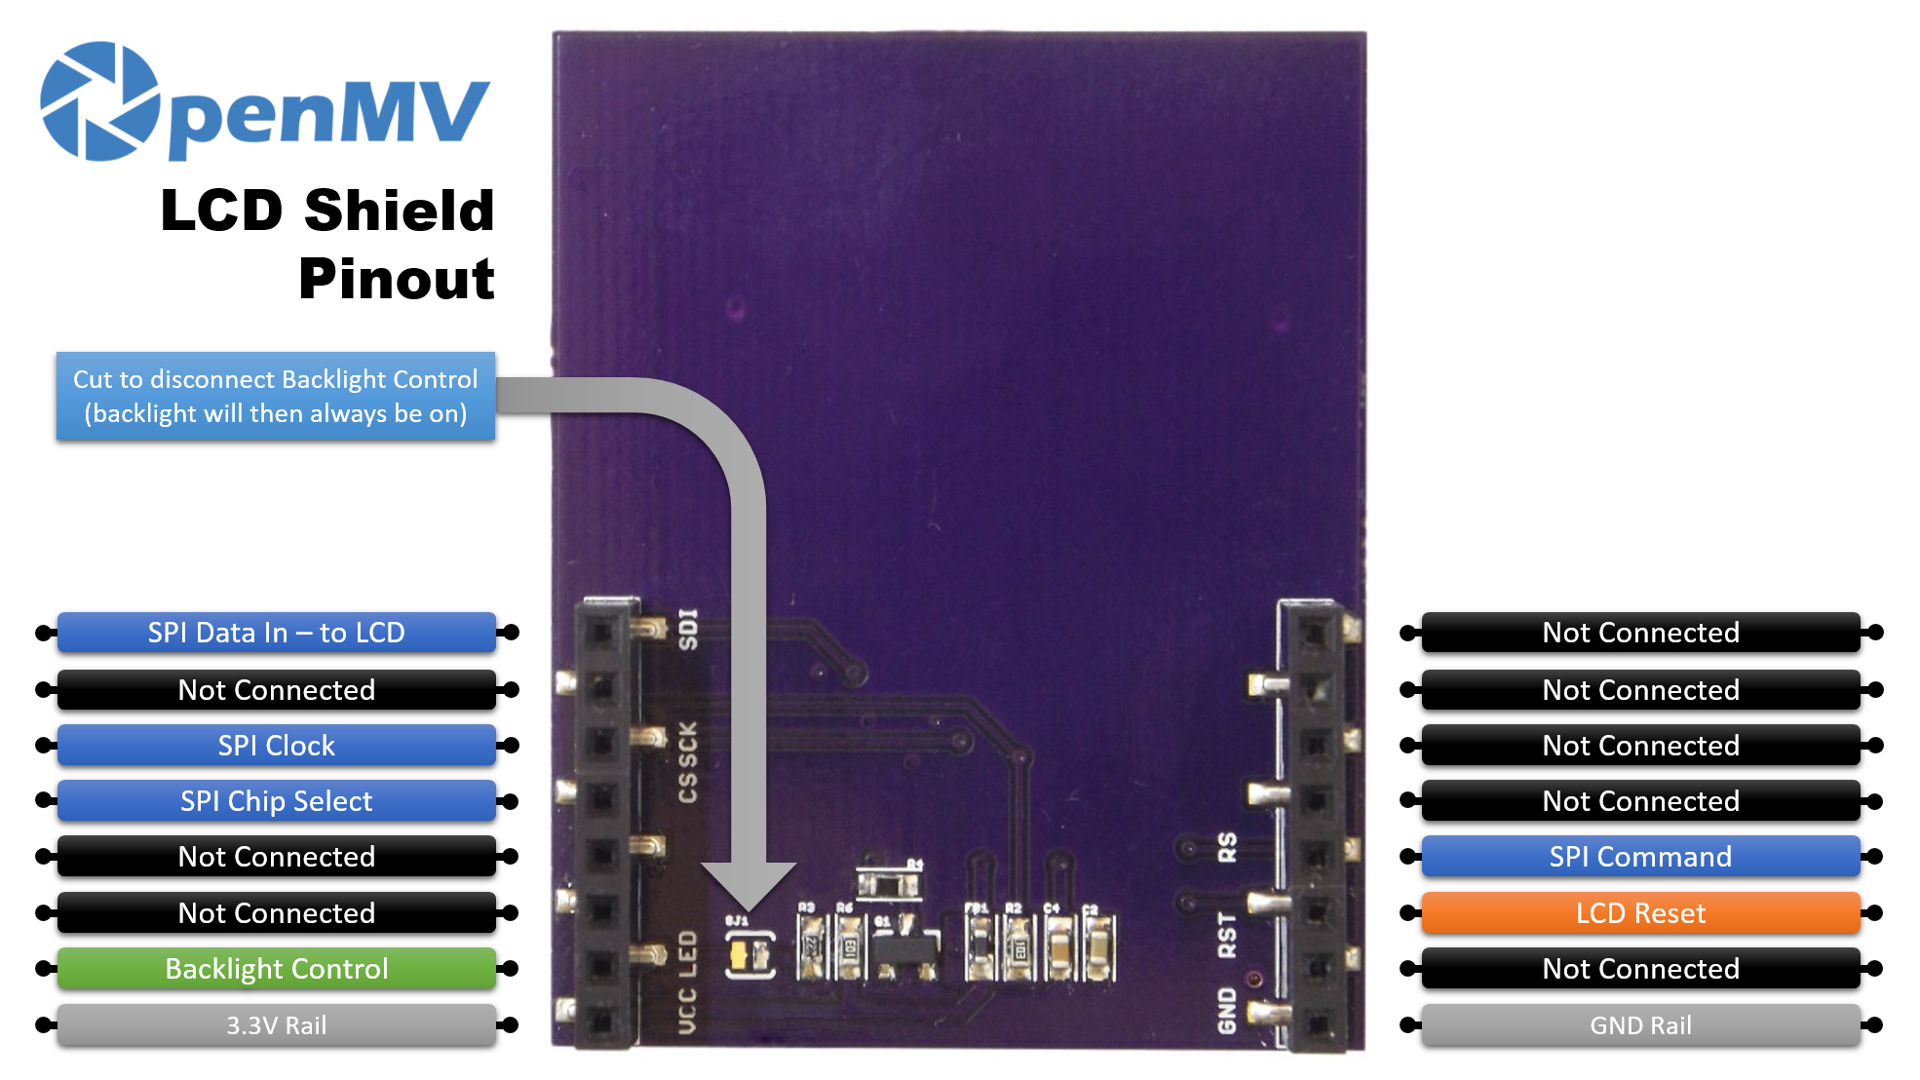 OpenMV
LCD Shield
Pinout
Cut to disconnect Backlight Control
(backlight will then always be on)
SPI Data In – to LCD
Not Connected
SPI Clock
SPI Chip Select
Not Connected
Not Connected
Backlight Control
3.3V Rail
SDI
SCK
CS
LED
VCC
SJ1
R3
R6
R4
Q1
FB1
R2
C4
C2
RS
RST
GND
Not Connected
Not Connected
Not Connected
Not Connected
SPI Command
LCD Reset
Not Connected
GND Rail